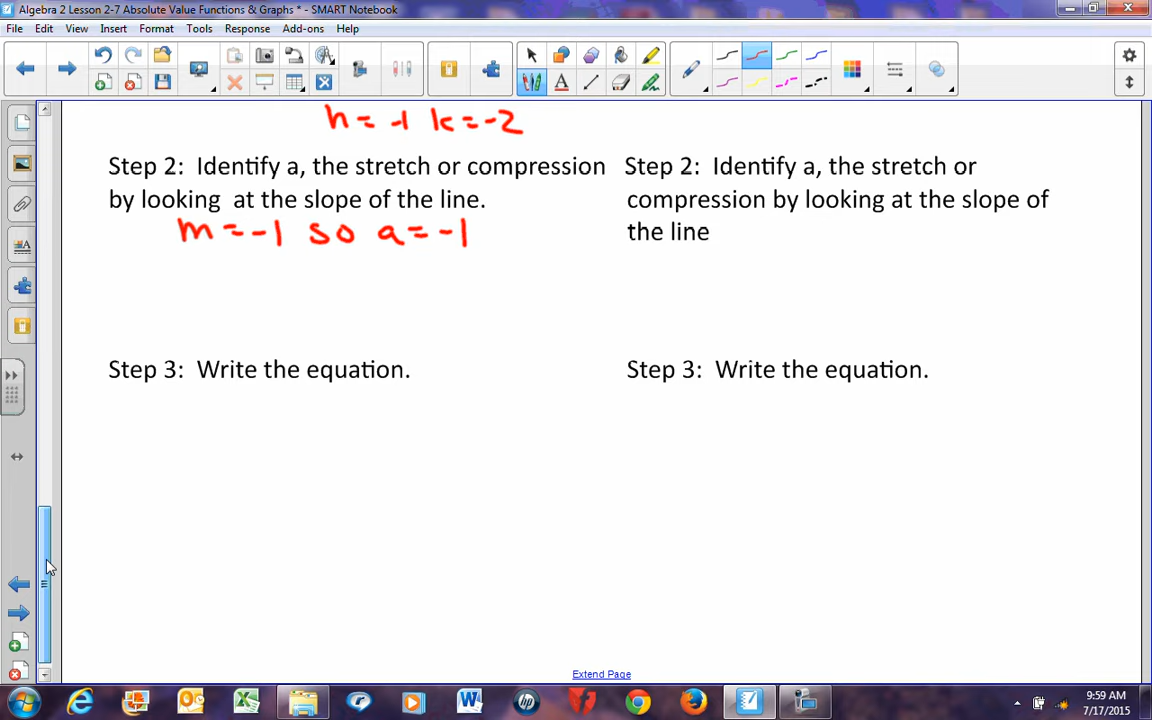 Algebra 2 Lesson 2-7 Absolute Value Functions & Graphs * - SMART Notebook
File Edit View Insert Format Tools Response Add-ons Help
h = -1 k = -2
Step 2: Identify a, the stretch or compression
by looking at the slope of the line.
m = -1 so a = -1
Step 3: Write the equation.
Step 2: Identify a, the stretch or
compression by looking at the slope of
the line
Step 3: Write the equation.
Extend Page
9:59 AM
7/17/2015